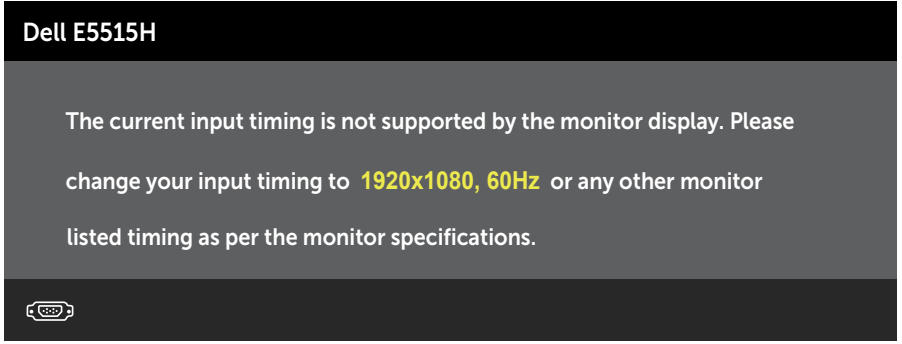 Dell E5515H
The current input timing is not supported by the monitor display. Please
change your input timing to 1920x1080, 60Hz or any other monitor
listed timing as per the monitor specifications.